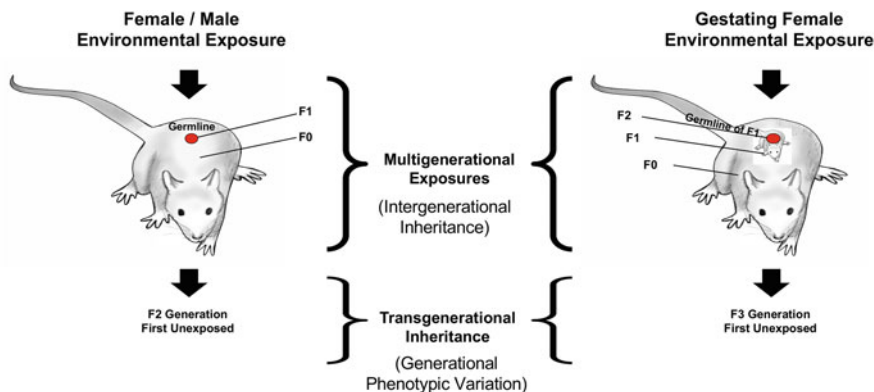 Female / Male
Environmental Exposure
Germline
F1
F0
F2 Generation
First Unexposed
Multigenerational
Exposures
(Intergenerational
Inheritance)
Transgenerational
Inheritance
(Generational
Phenotypic Variation)
Gestating Female
Environmental Exposure
F2
Germline of F1
F1
F0
F3 Generation
First Unexposed